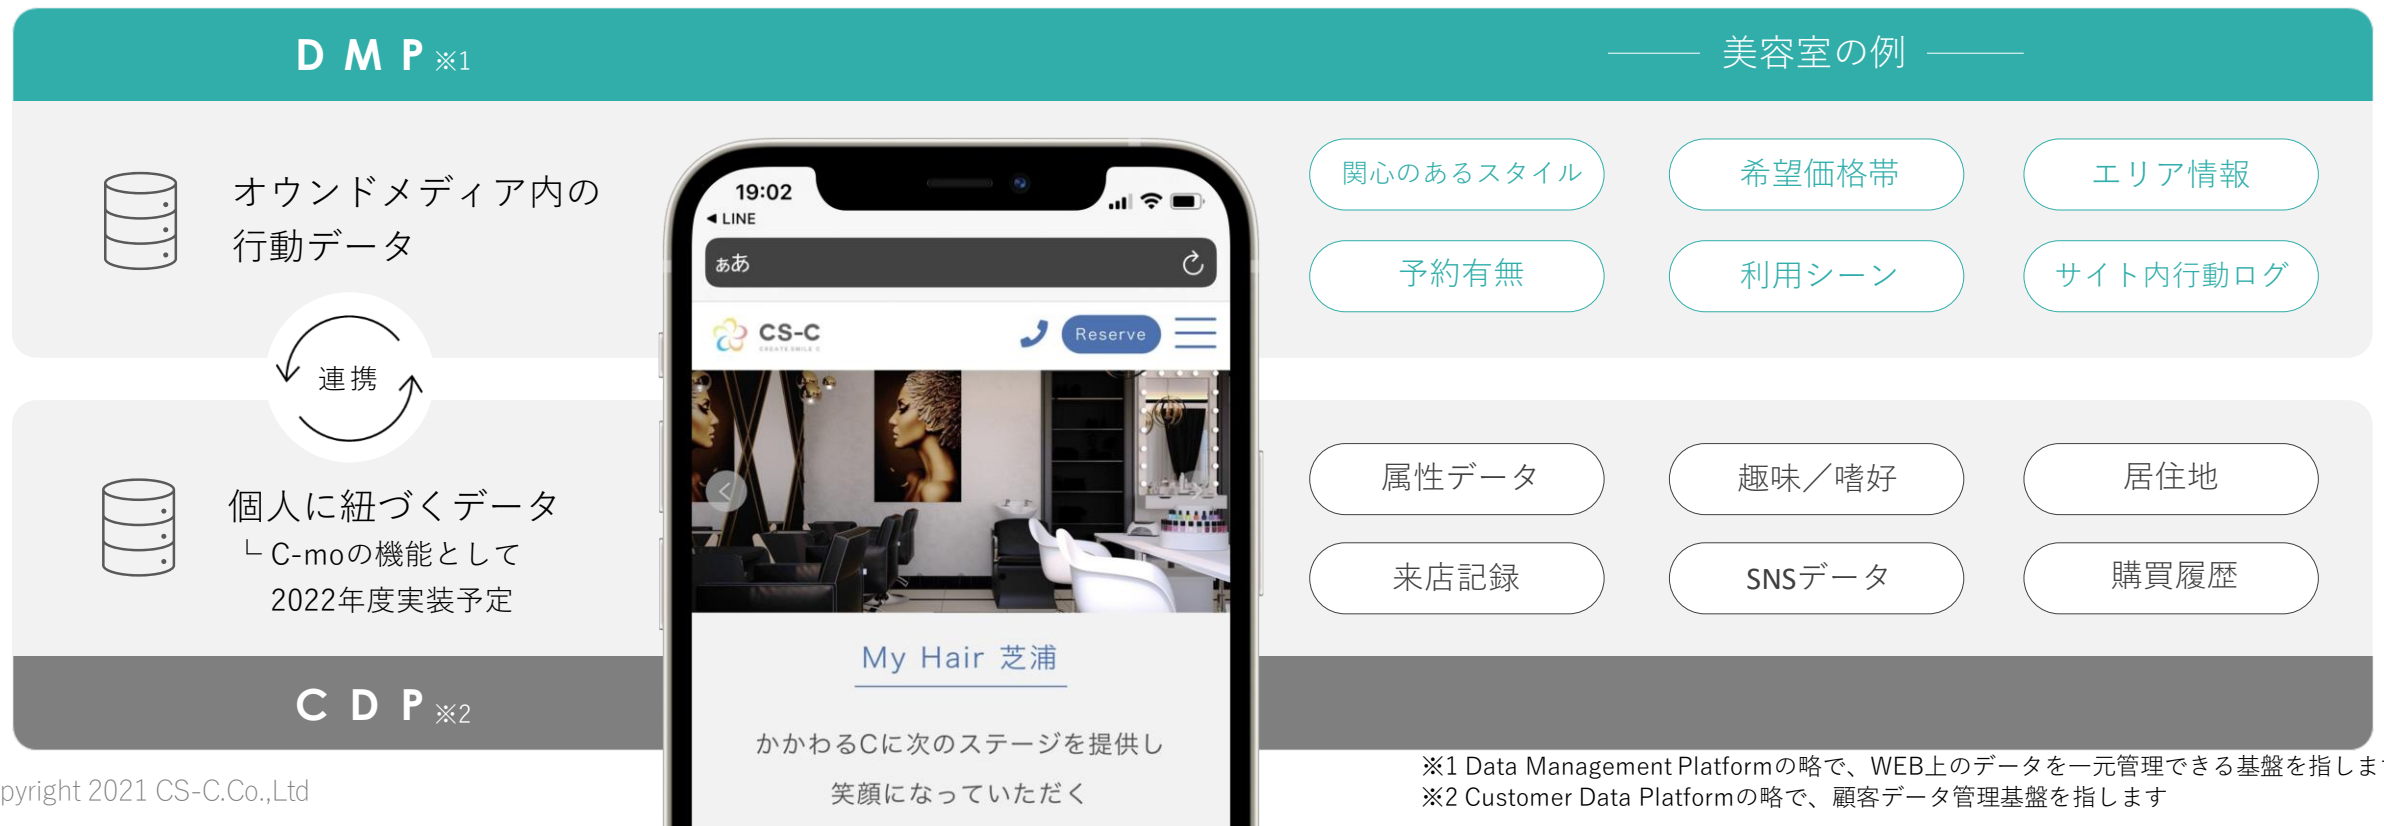 DMP※1
美容室の例
オウンドメディア内の
行動データ
連携
個人に紐づくデータ
└ C-moの機能として
2022年度実装予定
CDP※2
19:02
◀ LINE
ぁあ
CS-C
CREATE SMILE C
Reserve
My Hair 芝浦
かかわるCに次のステージを提供し
笑顔になっていただく
関心のあるスタイル
希望価格帯
エリア情報
予約有無
利用シーン
サイト内行動ログ
属性データ
趣味／嗜好
居住地
来店記録
SNSデータ
購買履歴
※1 Data Management Platformの略で、WEB上のデータを一元管理できる基盤を指しま
※2 Customer Data Platformの略で、顧客データ管理基盤を指します
pyright 2021 CS-C.Co.,Ltd